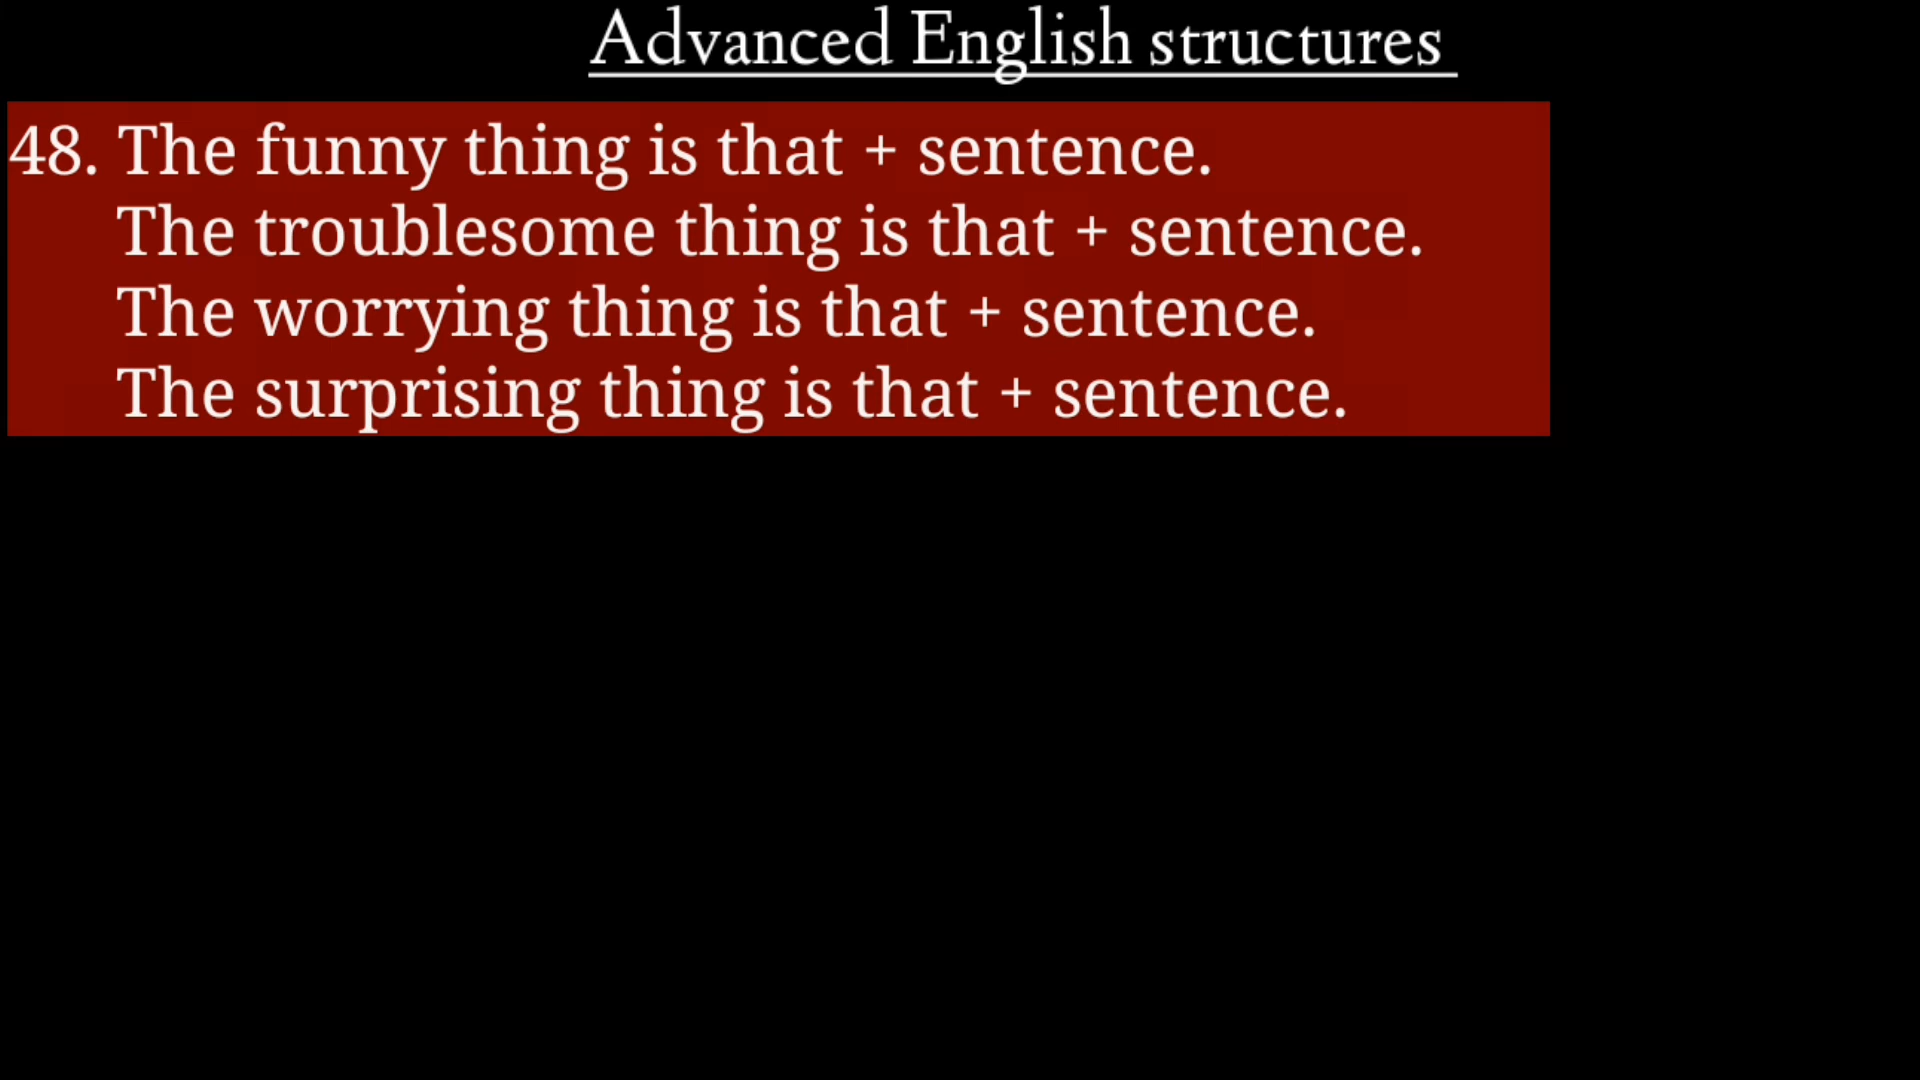 Advanced English structures
48. The funny thing is that + sentence.
The troublesome thing is that + sentence.
The worrying thing is that + sentence.
The surprising thing is that + sentence.